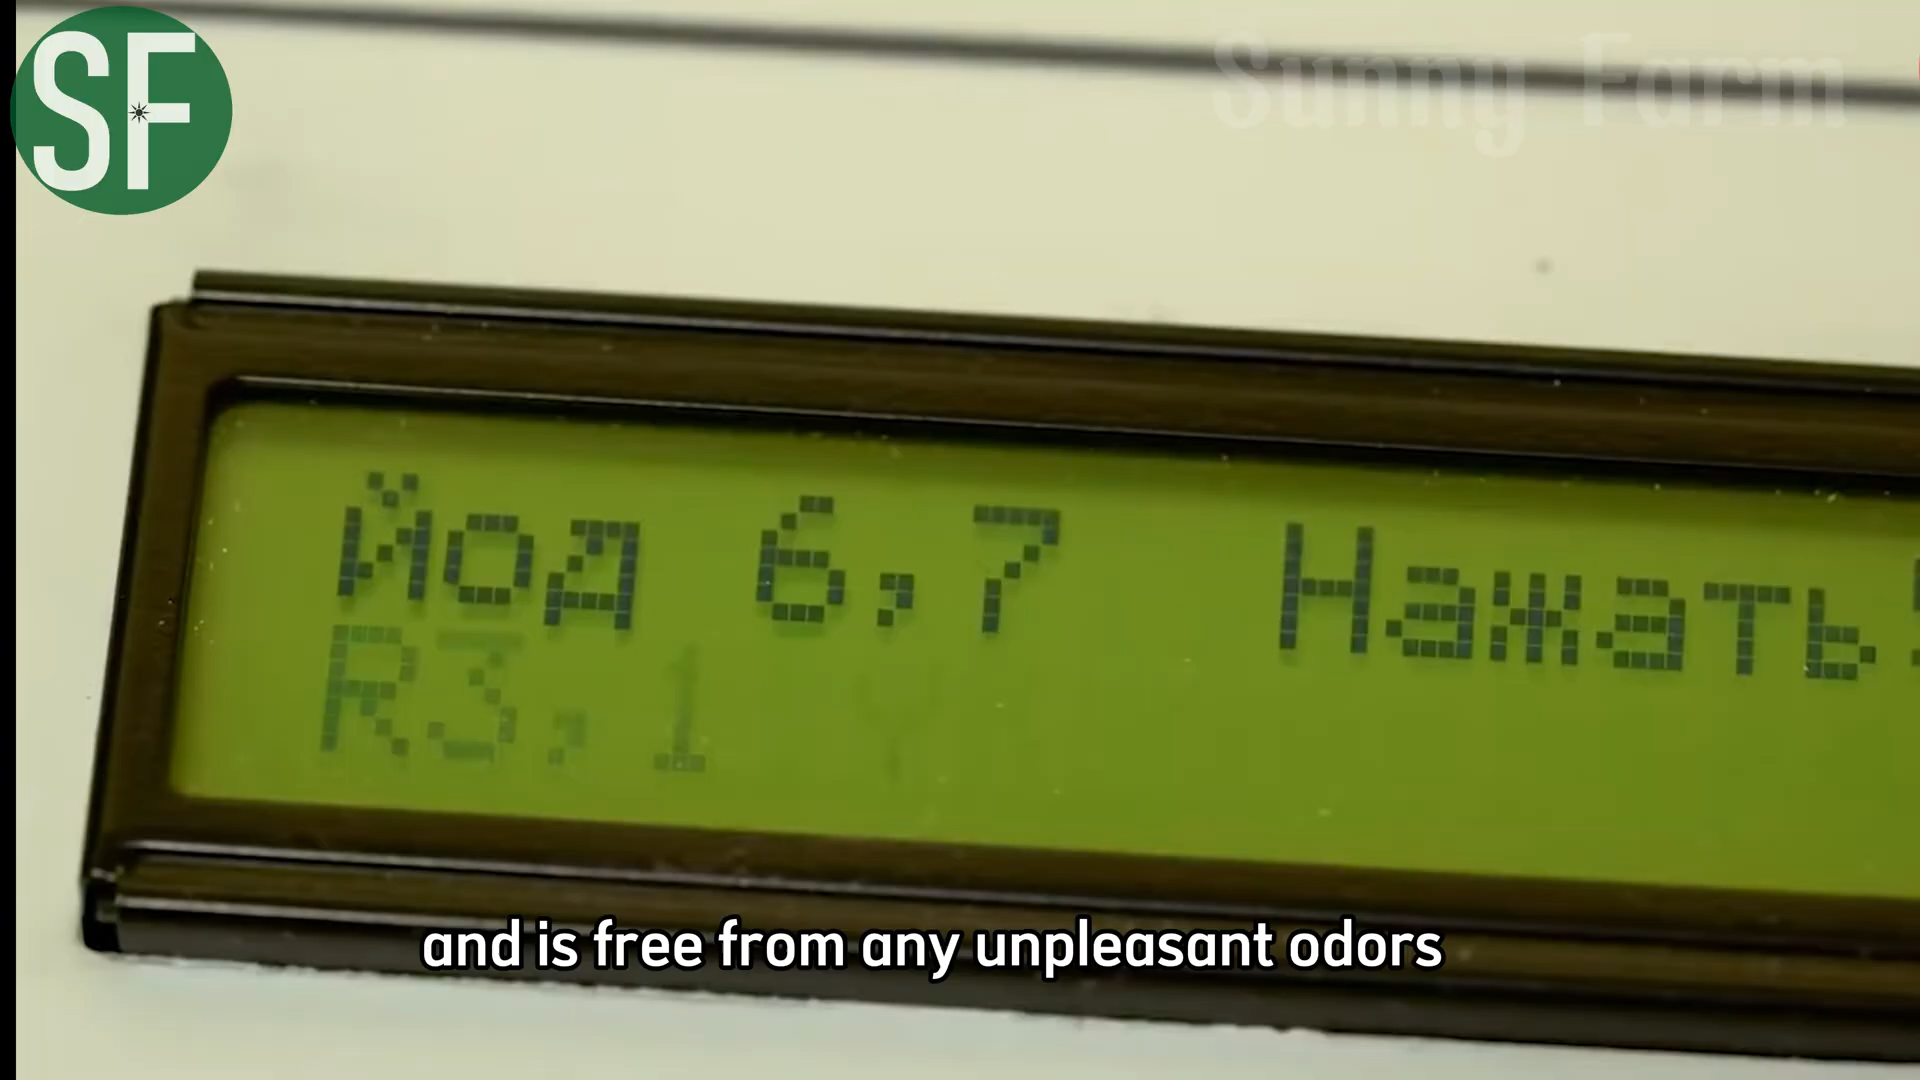 SF
Sunny Farm
Йод 6,7 Нажать
R3,1
and is free from any unpleasant odors